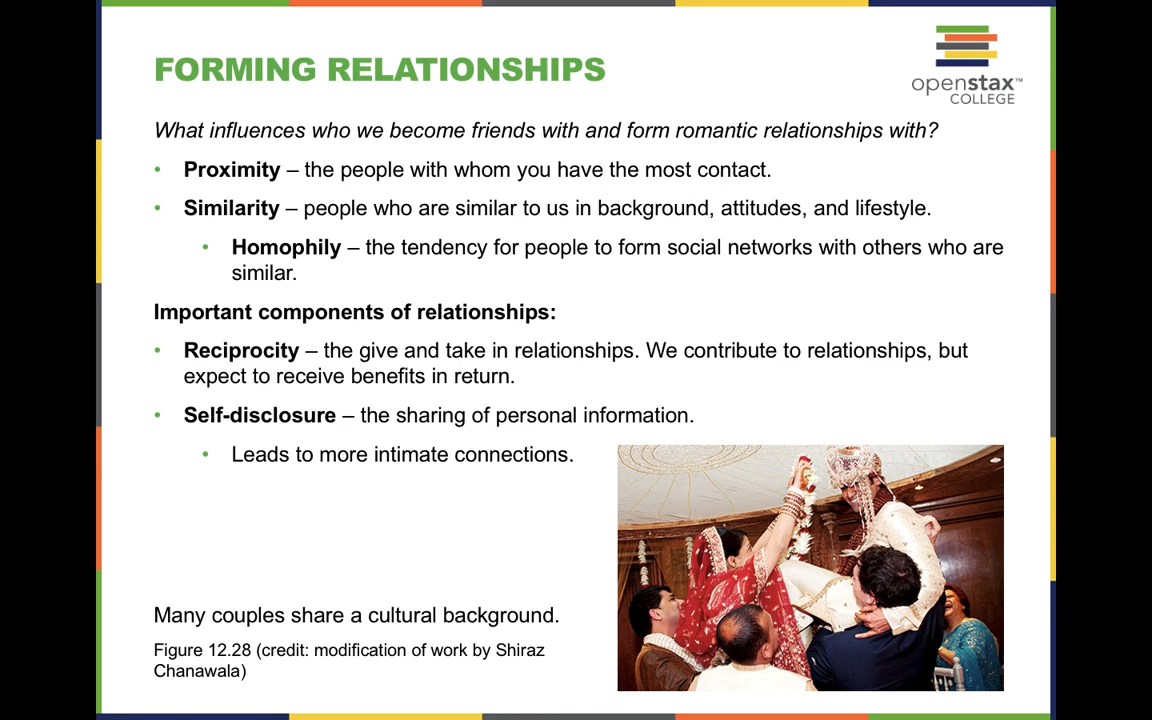 FORMING RELATIONSHIPS
openstax™
COLLEGE
What influences who we become friends with and form romantic relationships with?
• Proximity – the people with whom you have the most contact.
• Similarity – people who are similar to us in background, attitudes, and lifestyle.
• Homophily – the tendency for people to form social networks with others who are
similar.
Important components of relationships:
• Reciprocity – the give and take in relationships. We contribute to relationships, but
expect to receive benefits in return.
• Self-disclosure – the sharing of personal information.
• Leads to more intimate connections.
Many couples share a cultural background.
Figure 12.28 (credit: modification of work by Shiraz
Chanawala)